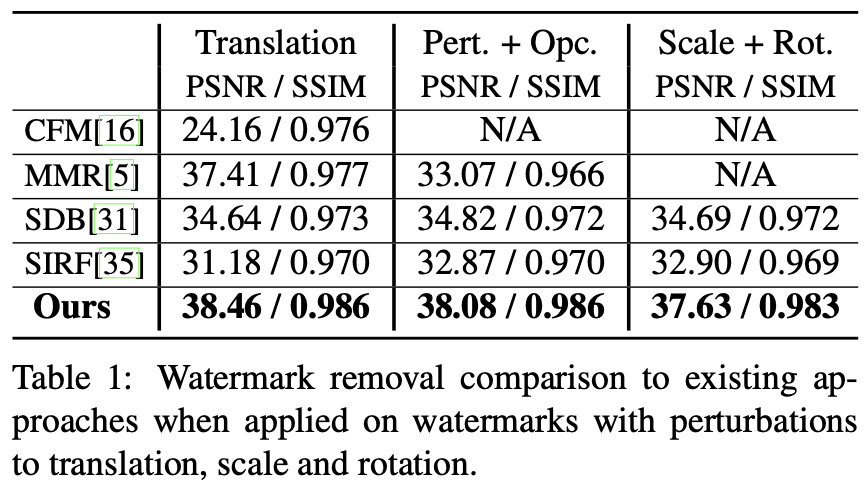 Translation Pert. + Opc. Scale + Rot.
PSNR / SSIM PSNR / SSIM PSNR / SSIM
CFM[16] 24.16 / 0.976 N/A N/A
MMR[5] 37.41 / 0.977 33.07 / 0.966 N/A
SDB[31] 34.64 / 0.973 34.82 / 0.972 34.69 / 0.972
SIRF[35] 31.18 / 0.970 32.87 / 0.970 32.90 / 0.969
Ours 38.46 / 0.986 38.08 / 0.986 37.63 / 0.983
Table 1: Watermark removal comparison to existing ap-
proaches when applied on watermarks with perturbations
to translation, scale and rotation.